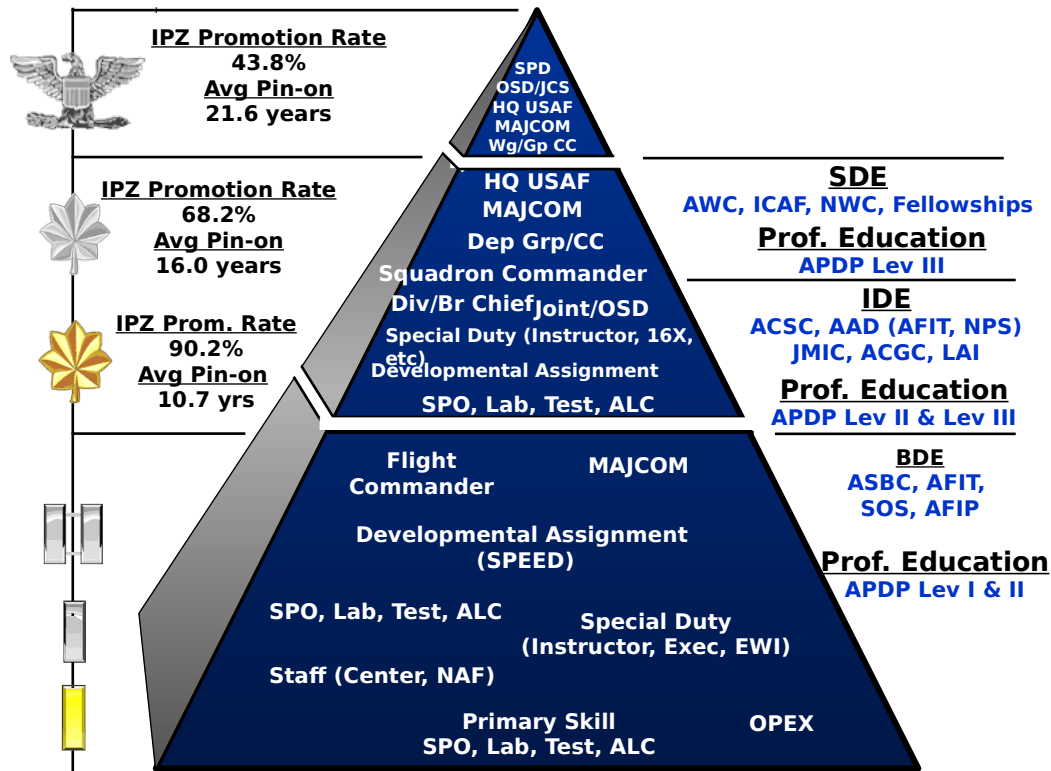 IPZ Promotion Rate
43.8%
Avg Pin-on
21.6 years
IPZ Promotion Rate
68.2%
Avg Pin-on
16.0 years
IPZ Prom. Rate
90.2%
Avg Pin-on
10.7 yrs
SPD
OSD/JCS
HQ USAF
MAJCOM
Wg/Gp CC
HQ USAF
MAJCOM
Dep Grp/CC
Squadron Commander
Div/Br Chief
Joint/OSD
Special Duty (Instructor, 16X,
etc)
Developmental Assignment
SPO, Lab, Test, ALC
Flight
Commander
MAJCOM
Developmental Assignment
(SPEED)
SPO, Lab, Test, ALC
Special Duty
(Instructor, Exec, EWI)
Staff (Center, NAF)
Primary Skill
SPO, Lab, Test, ALC
OPEX
SDE
AWC, ICAF, NWC, Fellowships
Prof. Education
APDP Lev III
IDE
ACSC, AAD (AFIT, NPS)
JMIC, ACGC, LAI
Prof. Education
APDP Lev II & Lev III
BDE
ASBC, AFIT,
SOS, AFIP
Prof. Education
APDP Lev I & II